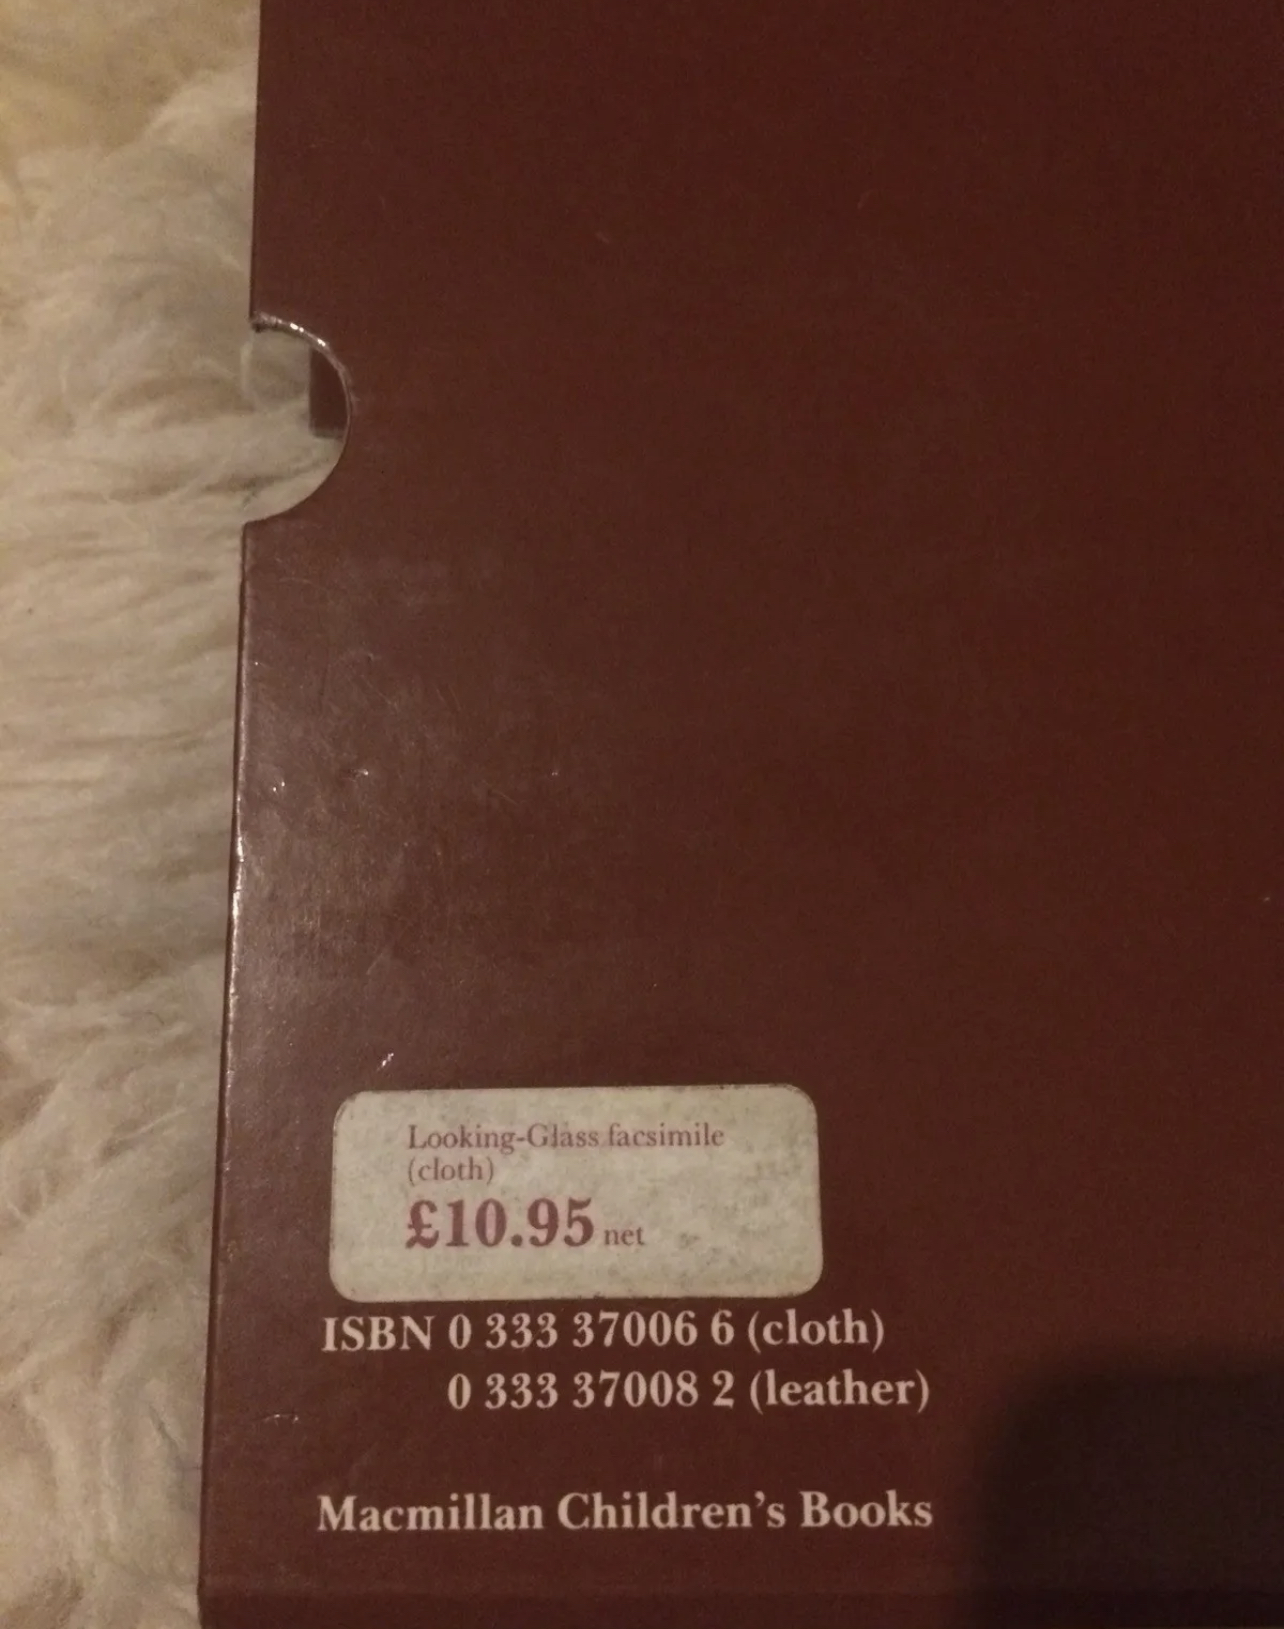 Looking-Glass facsimile
(cloth)
£10.95 net
ISBN 0 333 37006 6 (cloth)
0 333 37008 2 (leather)
Macmillan Children's Books